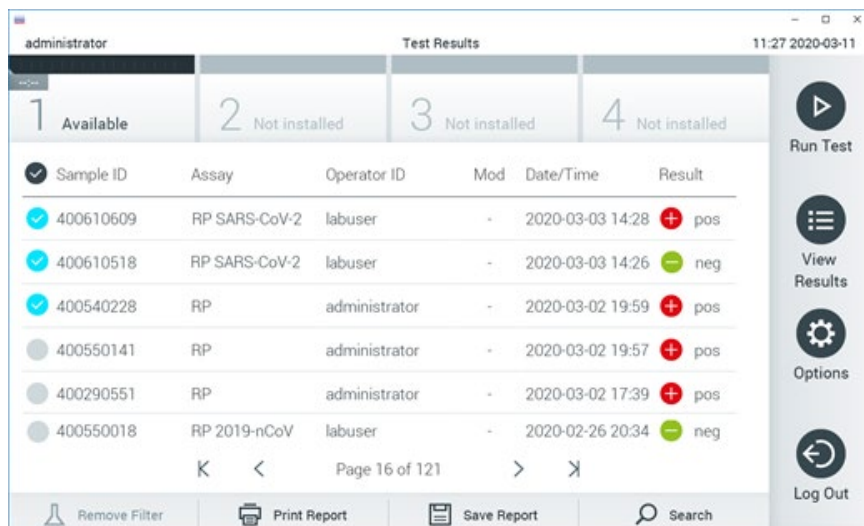 administrator Test Results 11:27 2020-03-11
--:--
1 Available 2 Not installed 3 Not installed 4 Not installed
Run Test
Sample ID Assay Operator ID Mod Date/Time Result
400610609 RP SARS-CoV-2 labuser - 2020-03-03 14:28 pos
400610518 RP SARS-CoV-2 labuser - 2020-03-03 14:26 neg
View
Results
400540228 RP administrator - 2020-03-02 19:59 pos
400550141 RP administrator - 2020-03-02 19:57 pos
Options
400290551 RP administrator - 2020-03-02 17:39 pos
400550018 RP 2019-nCoV labuser - 2020-02-26 20:34 neg
Page 16 of 121
Log Out
Remove Filter Print Report Save Report Search